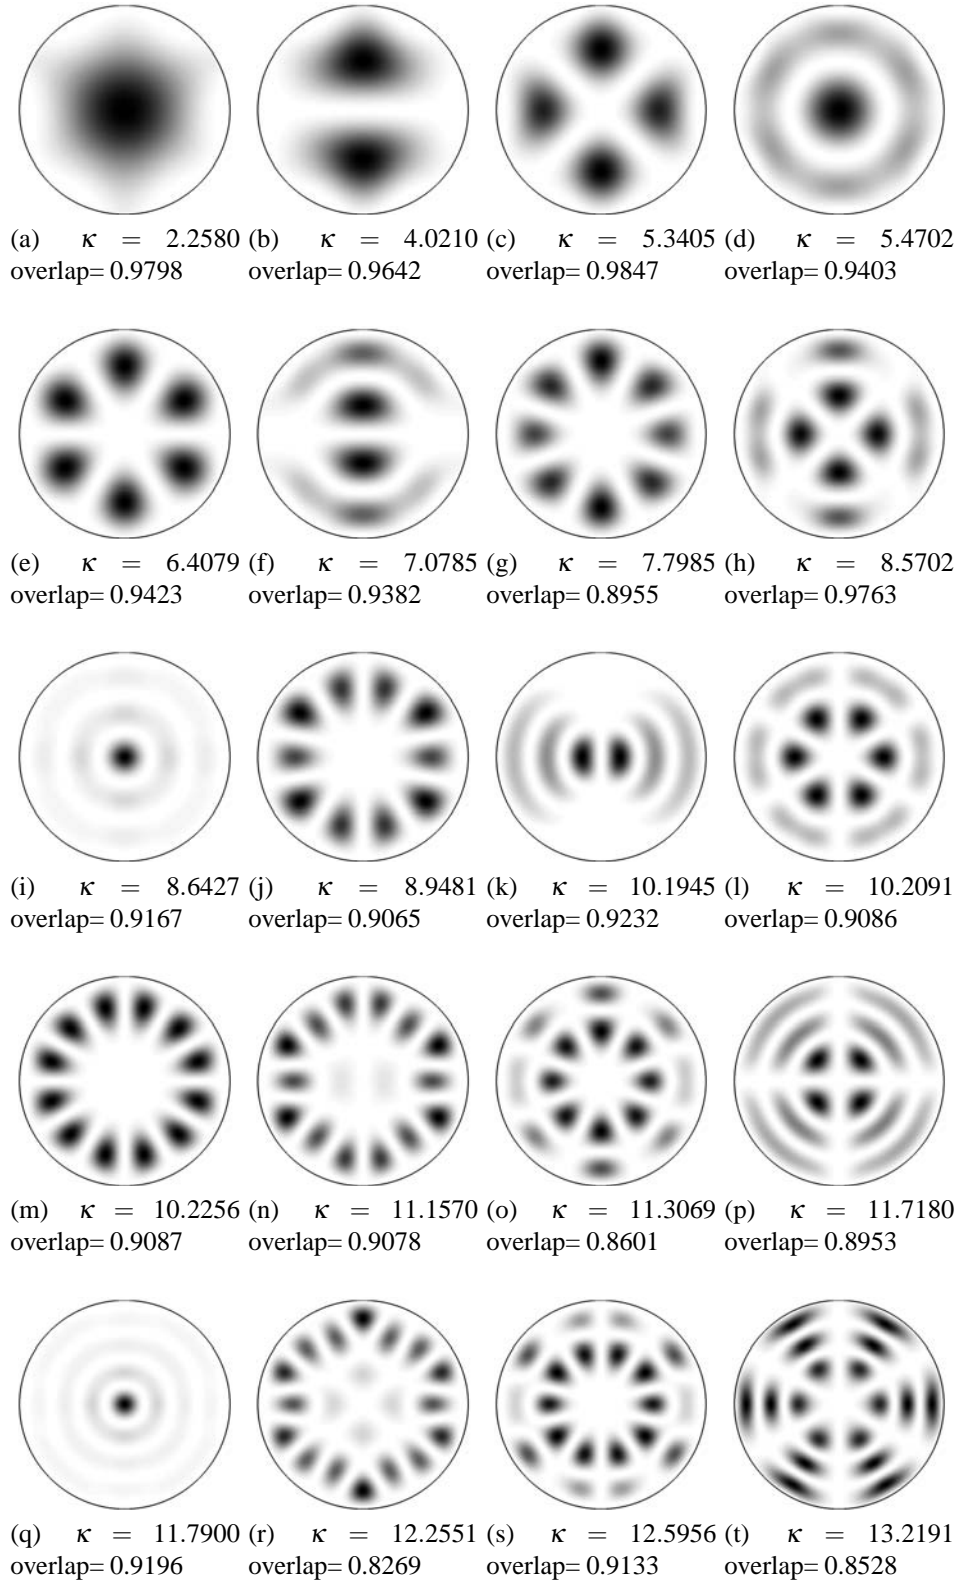 (a) κ = 2.2580 (b) κ = 4.0210 (c) κ = 5.3405 (d) κ = 5.4702
overlap= 0.9798 overlap= 0.9642 overlap= 0.9847 overlap= 0.9403
(e) κ = 6.4079 (f) κ = 7.0785 (g) κ = 7.7985 (h) κ = 8.5702
overlap= 0.9423 overlap= 0.9382 overlap= 0.8955 overlap= 0.9763
(i) κ = 8.6427 (j) κ = 8.9481 (k) κ = 10.1945 (l) κ = 10.2091
overlap= 0.9167 overlap= 0.9065 overlap= 0.9232 overlap= 0.9086
(m) κ = 10.2256 (n) κ = 11.1570 (o) κ = 11.3069 (p) κ = 11.7180
overlap= 0.9087 overlap= 0.9078 overlap= 0.8601 overlap= 0.8953
(q) κ = 11.7900 (r) κ = 12.2551 (s) κ = 12.5956 (t) κ = 13.2191
overlap= 0.9196 overlap= 0.8269 overlap= 0.9133 overlap= 0.8528